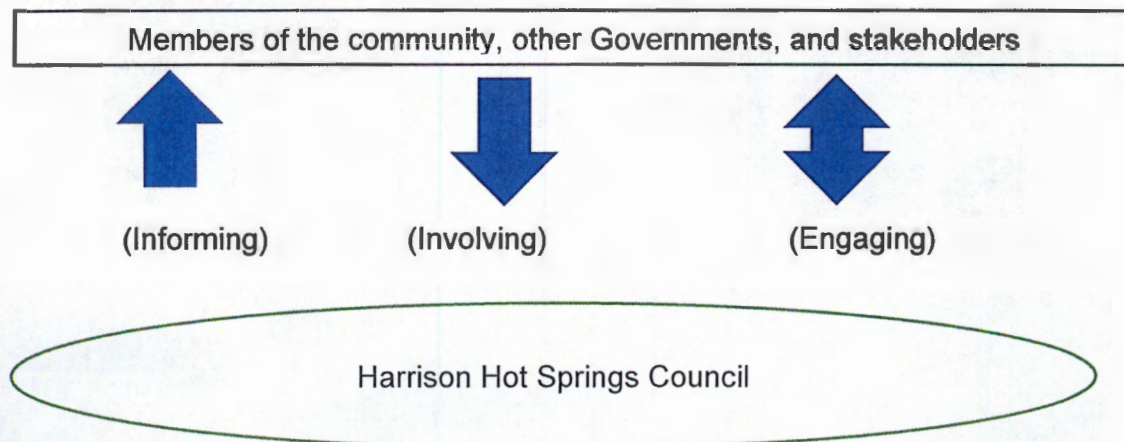 Members of the community, other Governments, and stakeholders
(Informing) (Involving) (Engaging)
Harrison Hot Springs Council